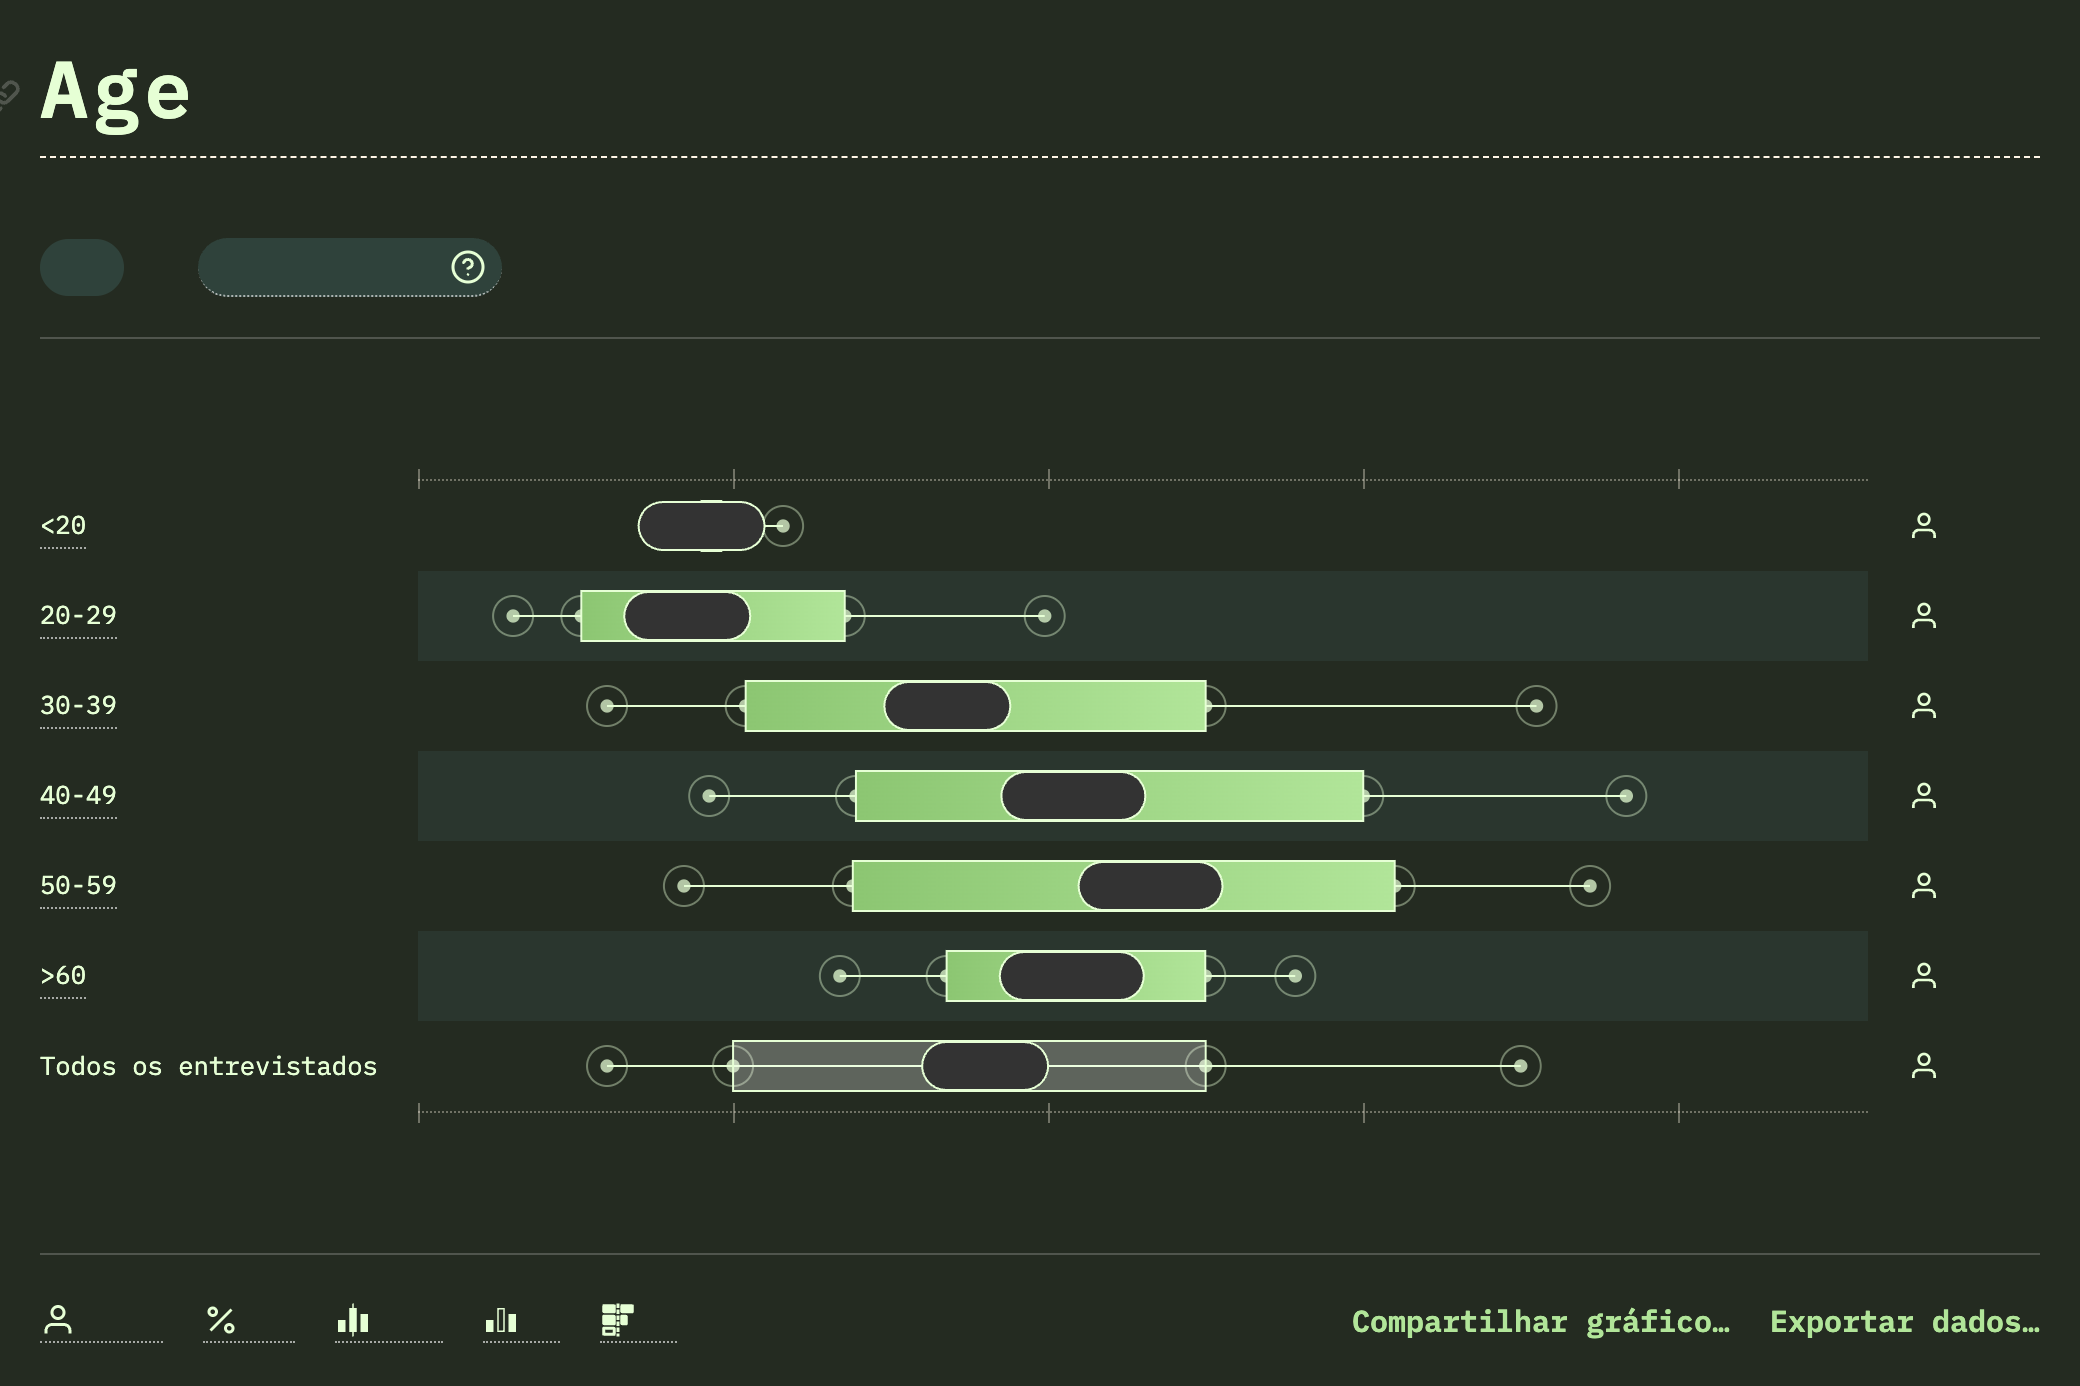 Age
<20
20-29
30-39
40-49
50-59
>60
Todos os entrevistados
%
Compartilhar gráfico… Exportar dados…